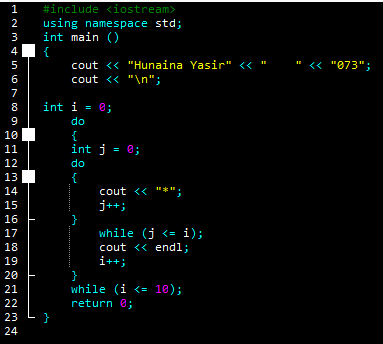 1 #include <iostream>
2 using namespace std;
3 int main ()
4 {
5 cout << "Hunaina Yasir" << "    " << "073";
6 cout << "\n";
7
8 int i = 0;
9 do
10 {
11 int j = 0;
12 do
13 {
14 cout << "*";
15 j++;
16 }
17 while (j <= i);
18 cout << endl;
19 i++;
20 }
21 while (i <= 10);
22 return 0;
23 }
24